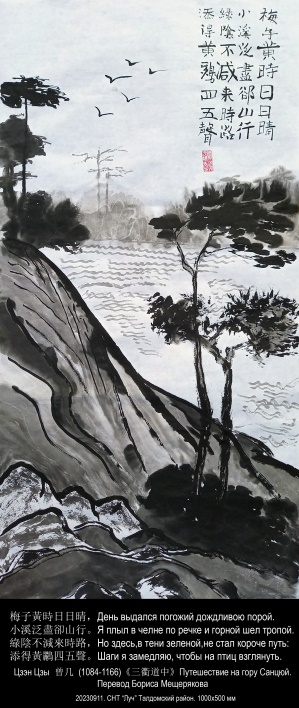 梅子黄時日日晴
小溪泛盡卻山行
綠陰不減來時路
添得黄鸝四五聲
梅子黃時日日晴，День выдался погожий дождливою порой.
小溪泛盡卻山行。Я плыл в челне по речке и горной шел тропой.
綠陰不減來時路，Но здесь,в тени зеленой,не стал короче путь:
添得黃鸝四五聲。Шаги я замедляю, чтобы на птиц взглянуть.
Цзэн Цзы 曾几 (1084-1166)《三衢道中》Путешествие на гору Санцюй.
Перевод Бориса Мещерякова
20230911. СНТ "Луч" Талдомский район. 1000х500 мм